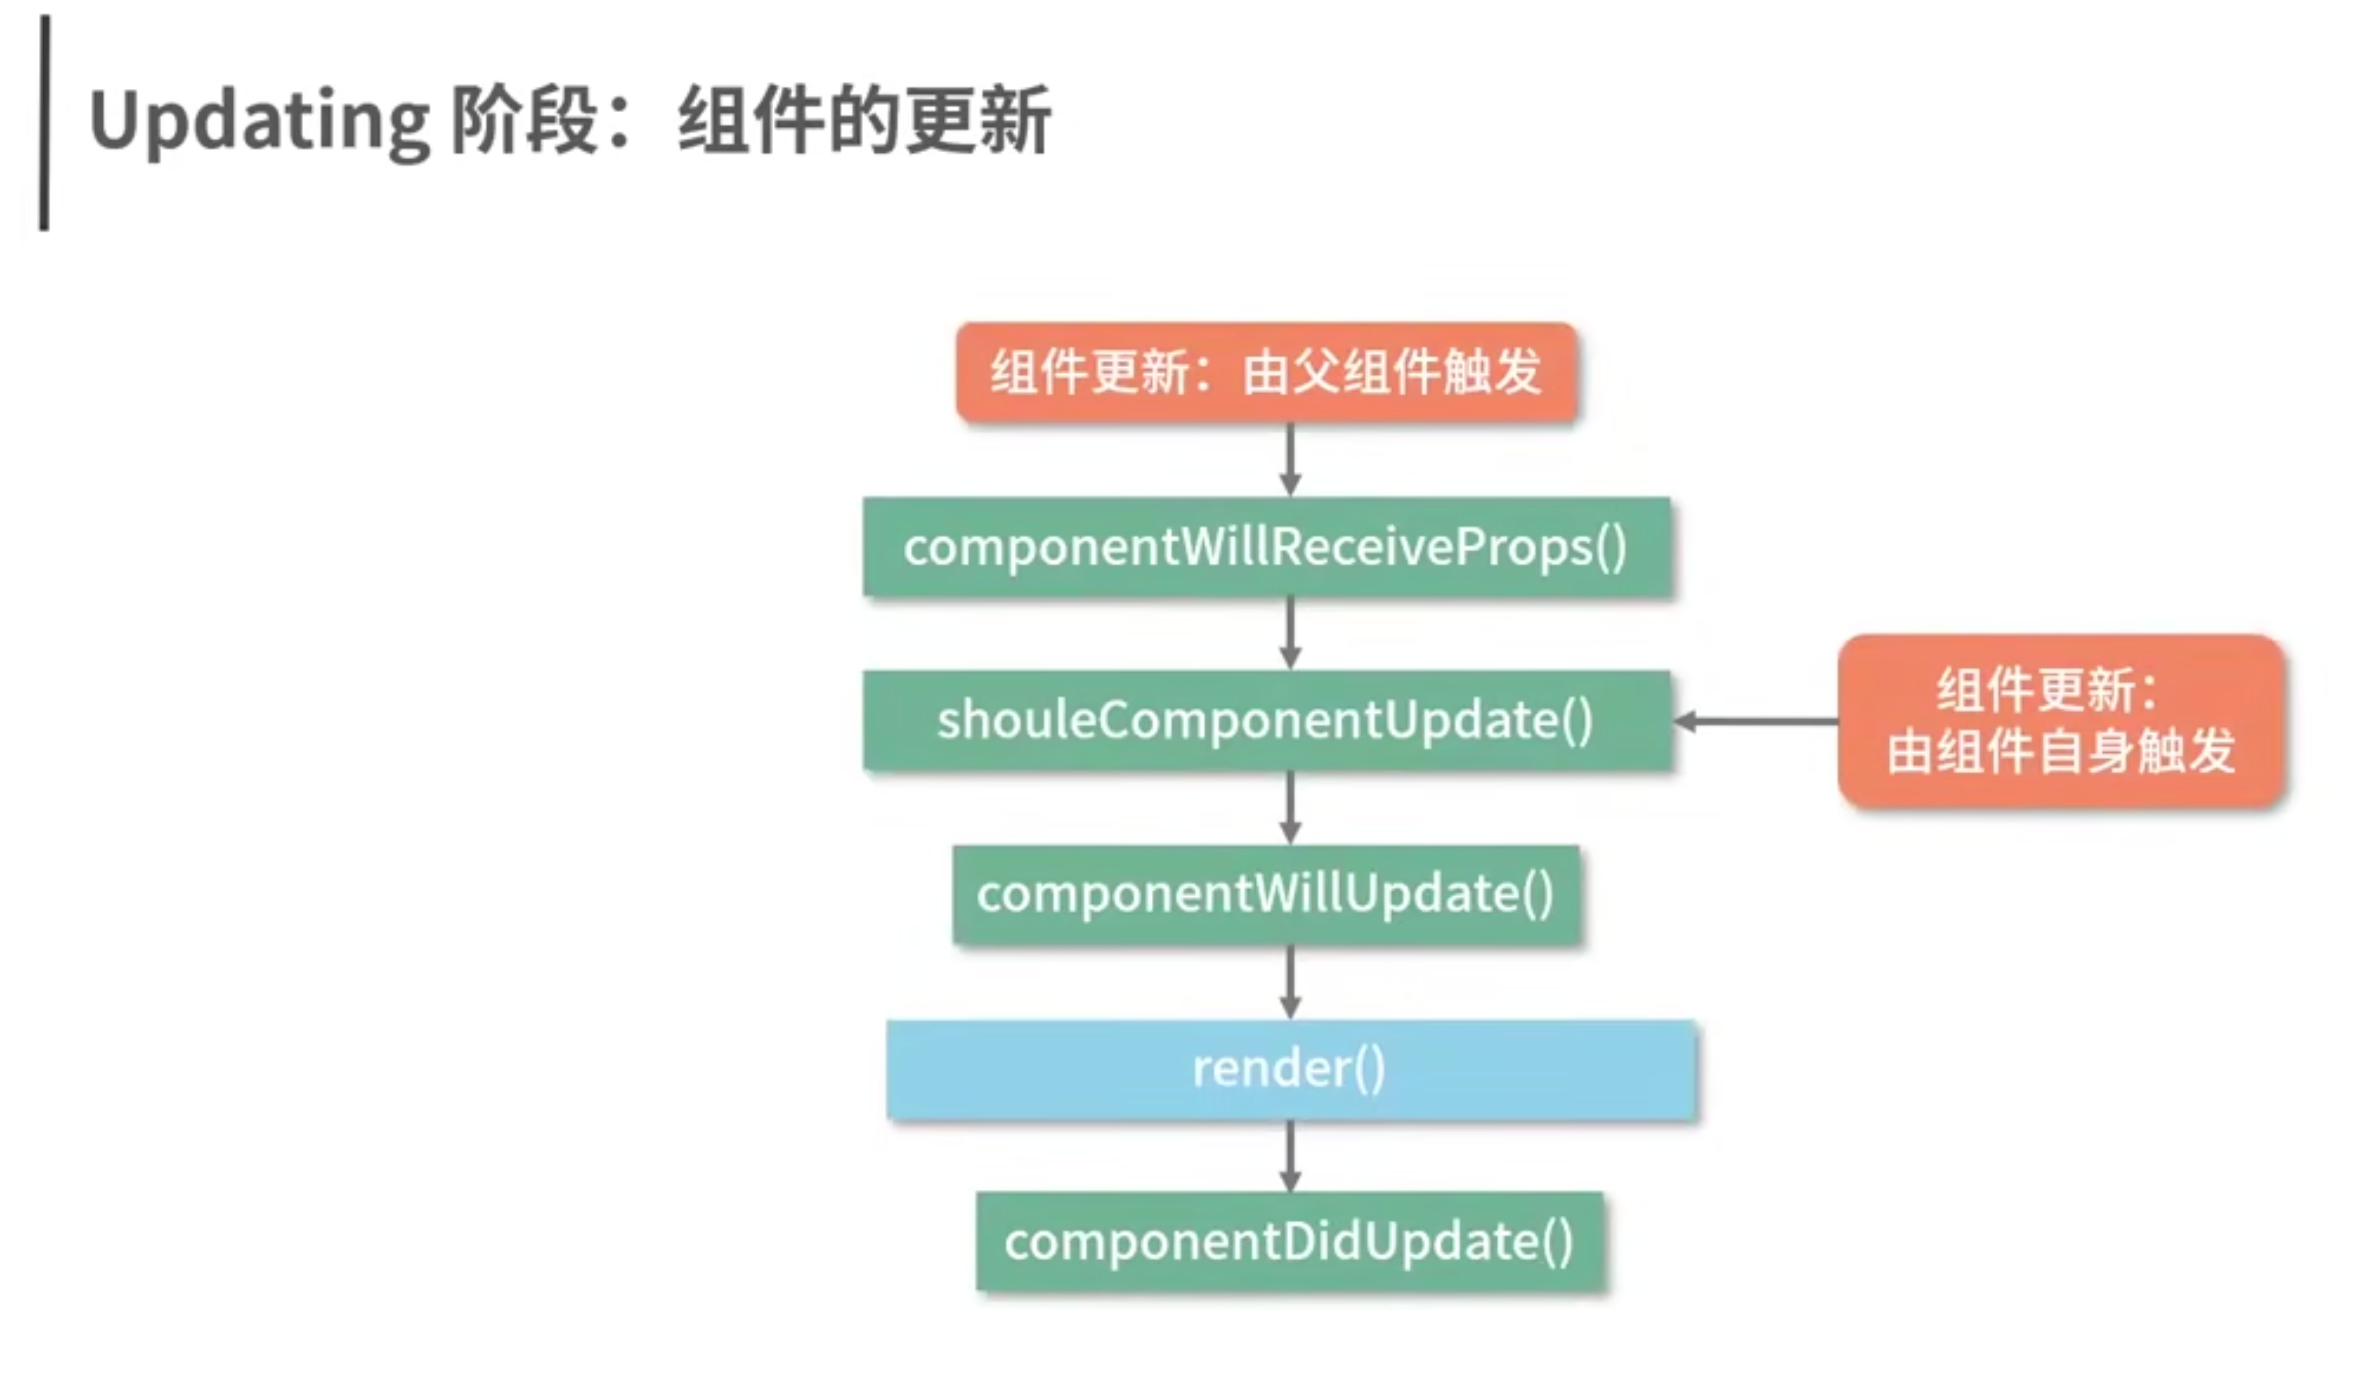 Updating 阶段：组件的更新
组件更新：由父组件触发
componentWillReceiveProps()
shouleComponentUpdate()
组件更新：
由组件自身触发
componentWillUpdate()
render()
componentDidUpdate()